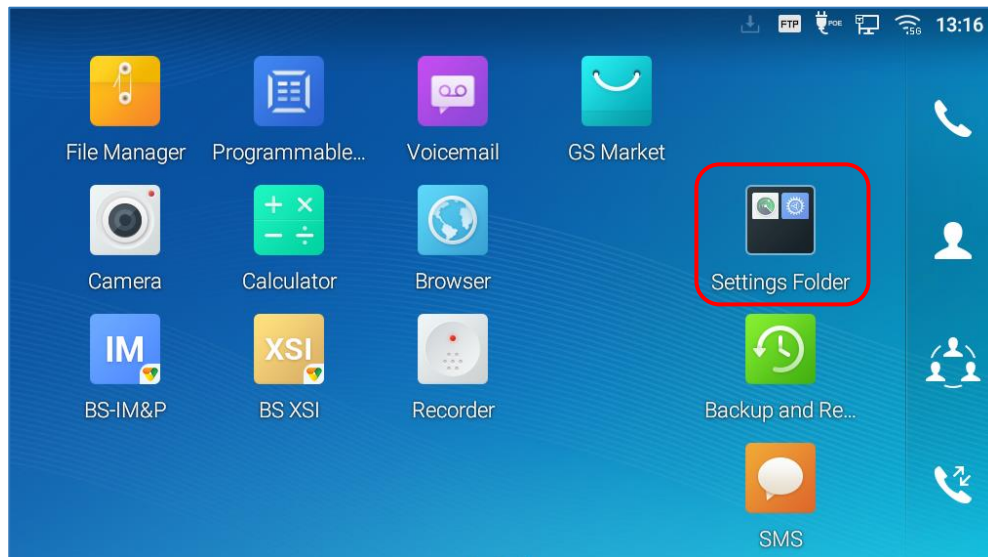 FTP POE 5G 13:16
File Manager Programmable... Voicemail GS Market
Camera Calculator Browser Settings Folder
IM XSI
BS-IM&P BS XSI Recorder Backup and Re...
SMS